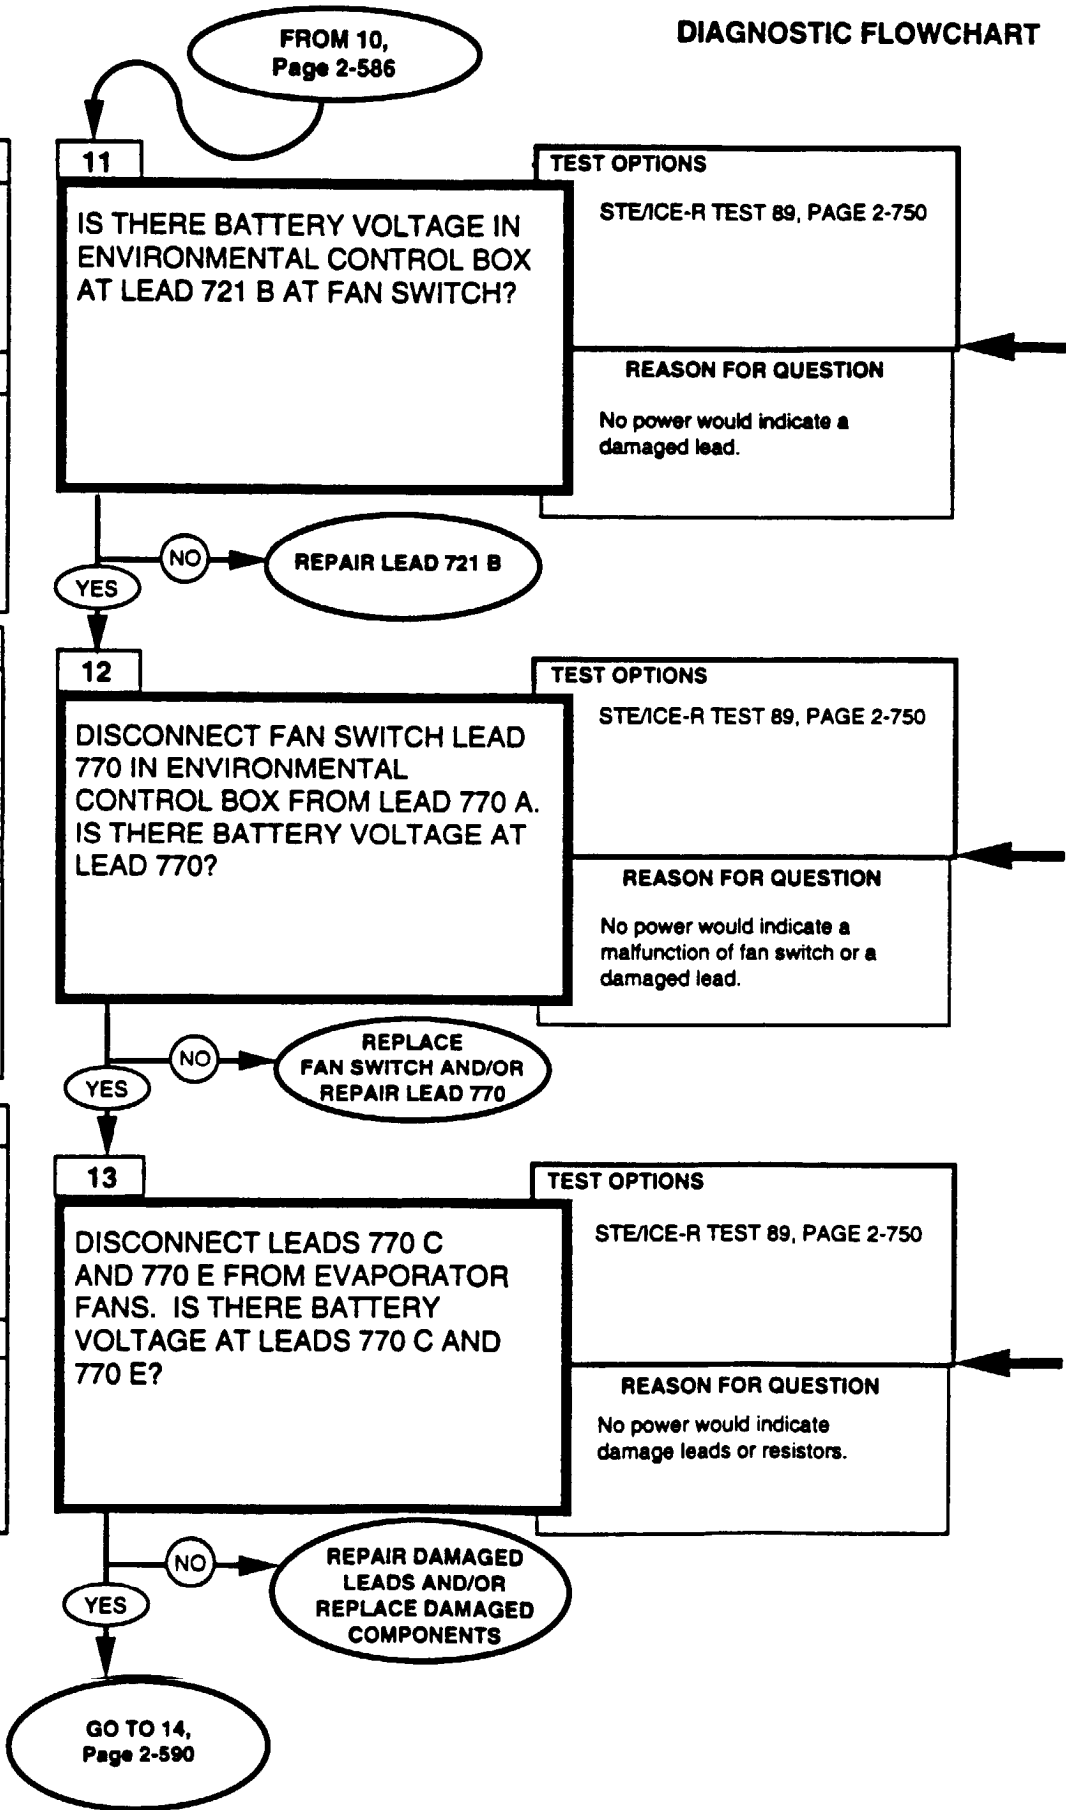 DIAGNOSTIC FLOWCHART
FROM 10,
Page 2-586
11
IS THERE BATTERY VOLTAGE IN
ENVIRONMENTAL CONTROL BOX
AT LEAD 721 B AT FAN SWITCH?
TEST OPTIONS
STE/ICE-R TEST 89, PAGE 2-750
REASON FOR QUESTION
No power would indicate a
damaged lead.
NO
REPAIR LEAD 721 B
YES
12
DISCONNECT FAN SWITCH LEAD
770 IN ENVIRONMENTAL
CONTROL BOX FROM LEAD 770 A.
IS THERE BATTERY VOLTAGE AT
LEAD 770?
TEST OPTIONS
STE/ICE-R TEST 89, PAGE 2-750
REASON FOR QUESTION
No power would indicate a
malfunction of fan switch or a
damaged lead.
NO
REPLACE
FAN SWITCH AND/OR
REPAIR LEAD 770
YES
13
DISCONNECT LEADS 770 C
AND 770 E FROM EVAPORATOR
FANS. IS THERE BATTERY
VOLTAGE AT LEADS 770 C AND
770 E?
TEST OPTIONS
STE/ICE-R TEST 89, PAGE 2-750
REASON FOR QUESTION
No power would indicate
damage leads or resistors.
NO
REPAIR DAMAGED
LEADS AND/OR
REPLACE DAMAGED
COMPONENTS
YES
GO TO 14,
Page 2-590